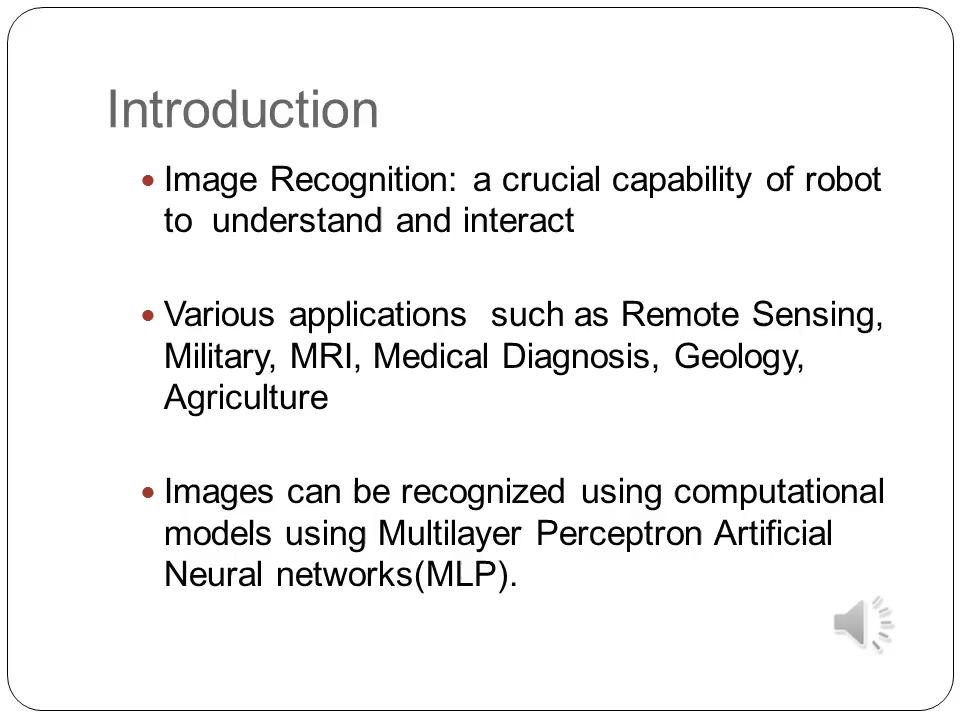 Introduction
• Image Recognition: a crucial capability of robot
to understand and interact
• Various applications such as Remote Sensing,
Military, MRI, Medical Diagnosis, Geology,
Agriculture
• Images can be recognized using computational
models using Multilayer Perceptron Artificial
Neural networks(MLP).